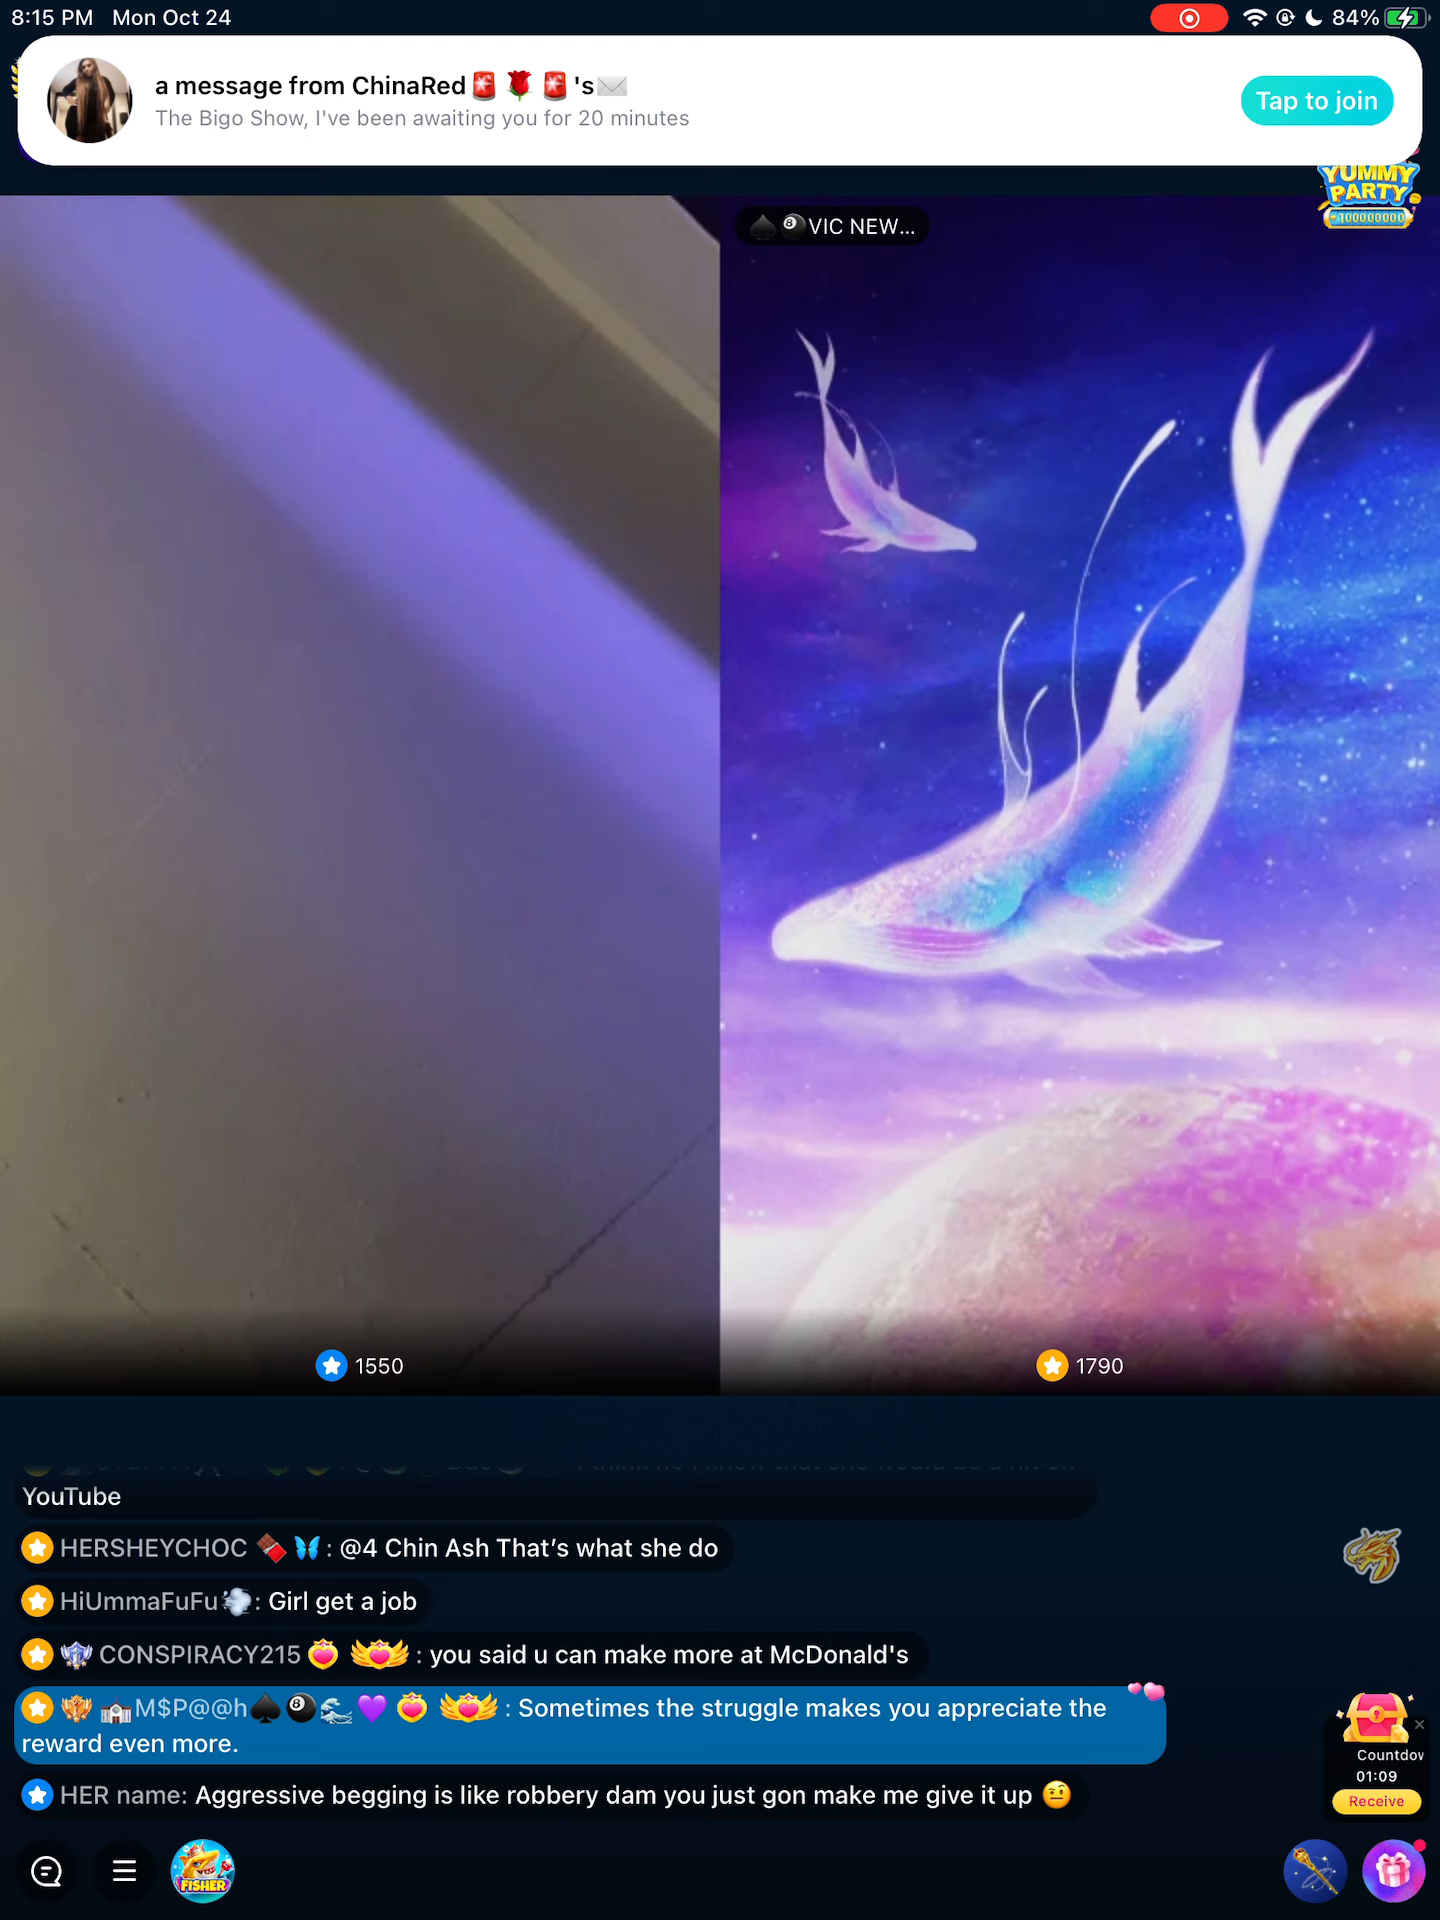 8:15 PM Mon Oct 24 84%
a message from ChinaRed🚨🌹🚨's✉️
The Bigo Show, I've been awaiting you for 20 minutes
Tap to join
YUMMY
PARTY
100000000
♠️🎱VIC NEW...
1550
1790
YouTube
HERSHEYCHOC 🍫🦋: @4 Chin Ash That’s what she do
HiUmmaFuFu💨: Girl get a job
CONSPIRACY215 : you said u can make more at McDonald's
🏫M$P@@h♠️🎱🌊💜 : Sometimes the struggle makes you appreciate the
reward even more.
HER name: Aggressive begging is like robbery dam you just gon make me give it up 🤨
Countdow
01:09
Receive
FISHER